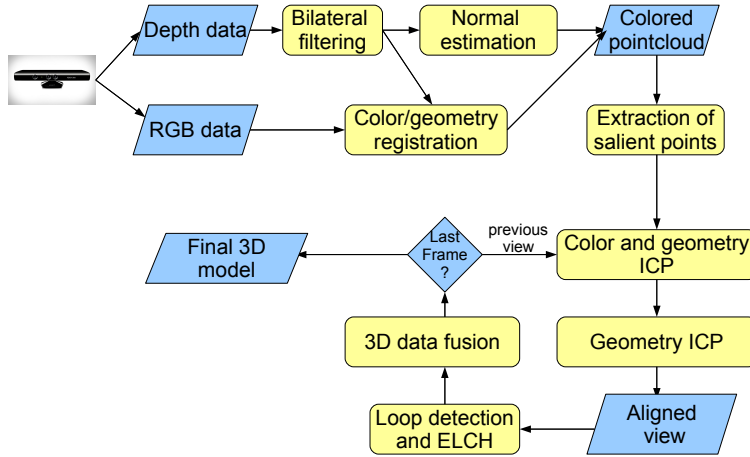 Depth data
Bilateral
filtering
Normal
estimation
Colored
pointcloud
RGB data
Color/geometry
registration
Extraction of
salient points
Final 3D
model
Last
Frame
?
previous
view
Color and geometry
ICP
3D data fusion
Geometry ICP
Loop detection
and ELCH
Aligned
view